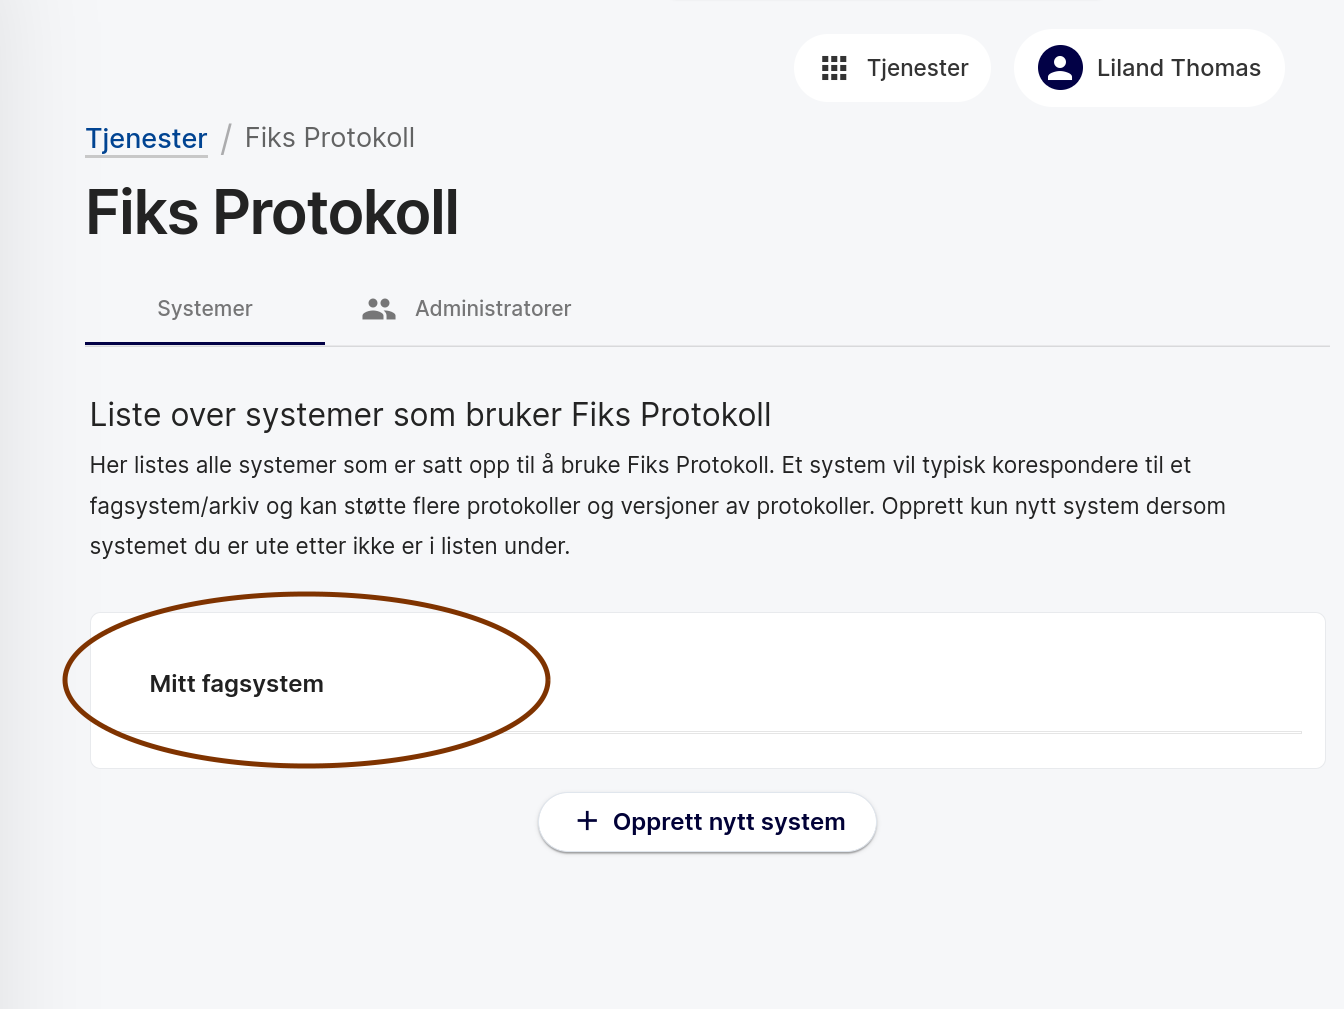 Tjenester
Liland Thomas
Tjenester / Fiks Protokoll
Fiks Protokoll
Systemer
Administratorer
Liste over systemer som bruker Fiks Protokoll
Her listes alle systemer som er satt opp til å bruke Fiks Protokoll. Et system vil typisk korespondere til et
fagsystem/arkiv og kan støtte flere protokoller og versjoner av protokoller. Opprett kun nytt system dersom
systemet du er ute etter ikke er i listen under.
Mitt fagsystem
+ Opprett nytt system